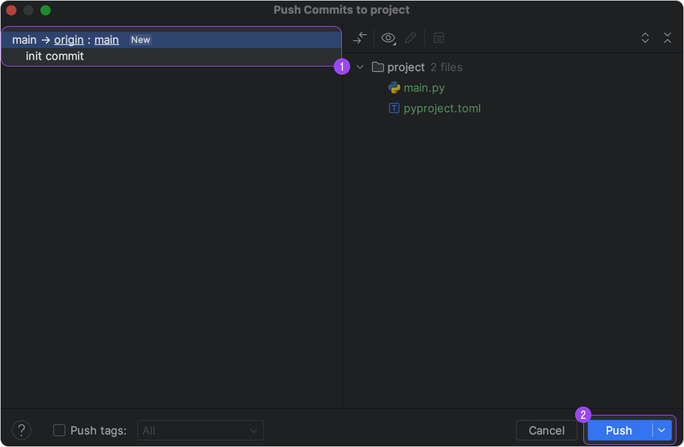 Push Commits to project
main → origin : main New
init commit
1
project 2 files
main.py
T pyproject.toml
2
? Push tags: All Cancel Push